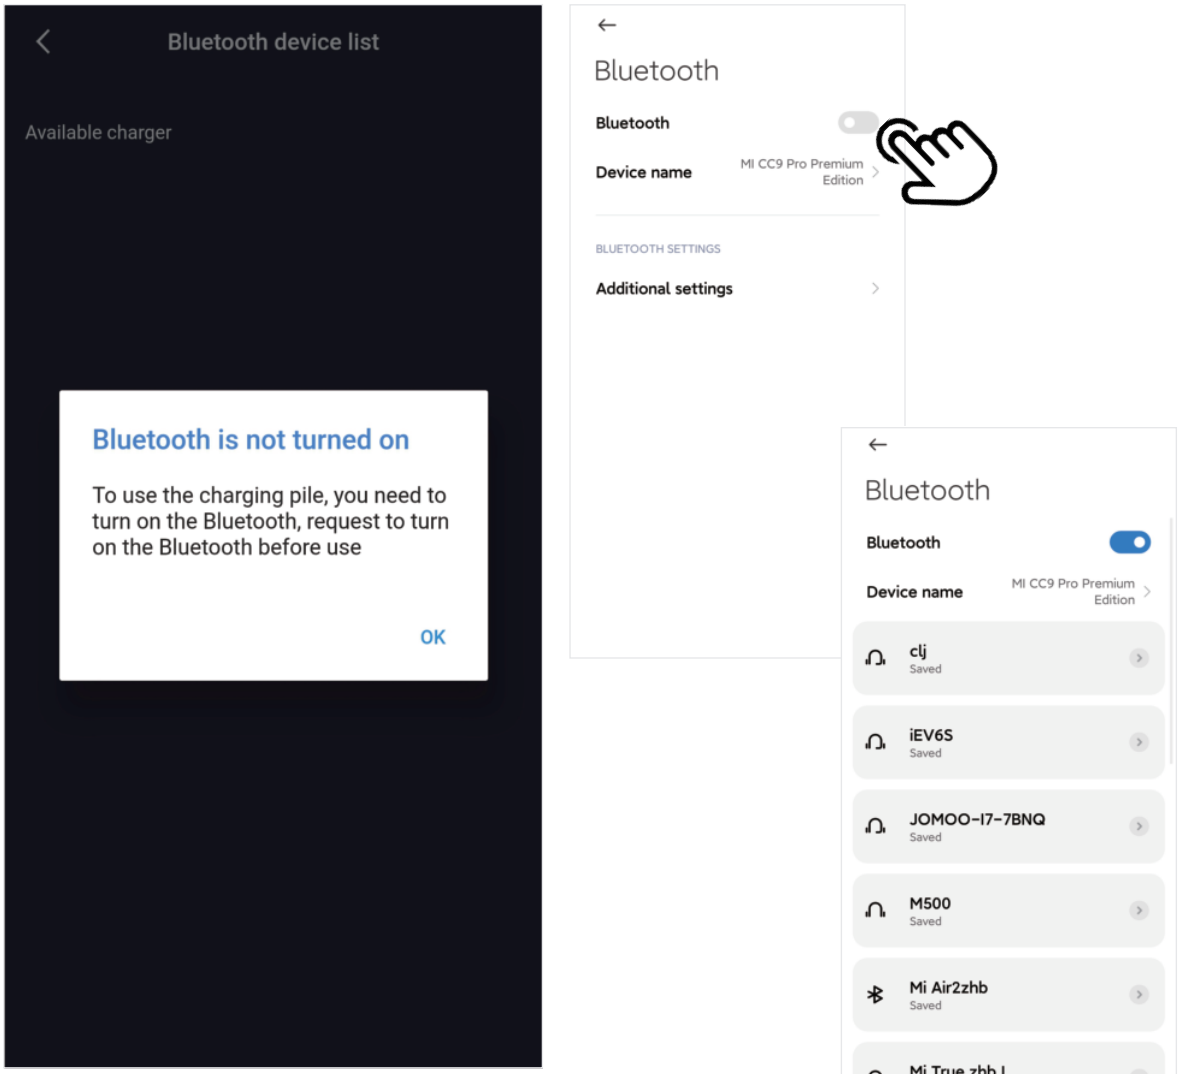 Bluetooth device list
Available charger
Bluetooth is not turned on
To use the charging pile, you need to
turn on the Bluetooth, request to turn
on the Bluetooth before use
OK
Bluetooth
Bluetooth
Device name
MI CC9 Pro Premium
Edition
BLUETOOTH SETTINGS
Additional settings
Bluetooth
Bluetooth
Device name
MI CC9 Pro Premium
Edition
clj
Saved
iEV6S
Saved
JOMOO-I7-7BNQ
Saved
M500
Saved
Mi Air2zhb
Saved
Mi True zhb